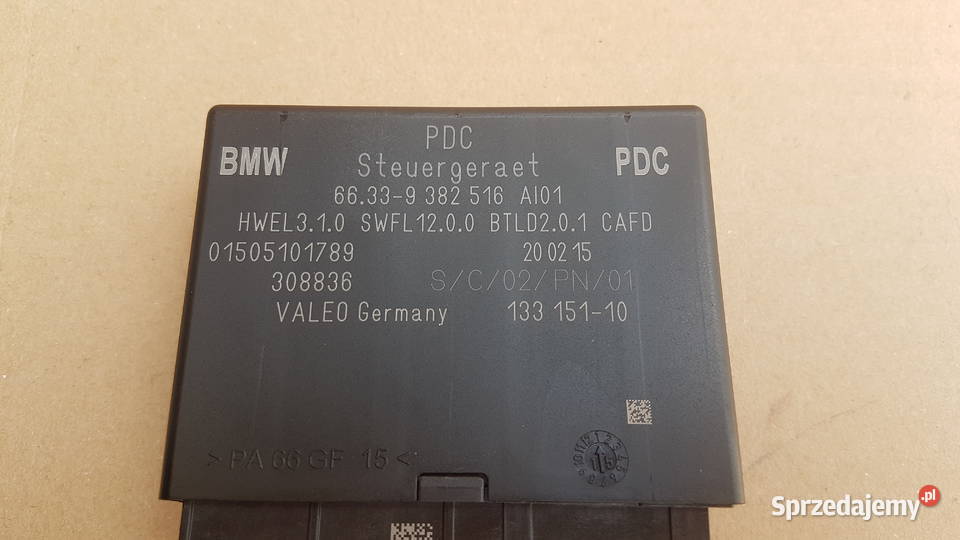 PDC
BMW Steuergeraet PDC
66.33-9 382 516 AI01
HWEL3.1.0 SWFL12.0.0 BTLD2.0.1 CAFD
01505101789 20 02 15
308836 S/C/02/PN/01
VALEO Germany 133 151-10
>PA 66 GF 15<
15
Sprzedajemy.pl